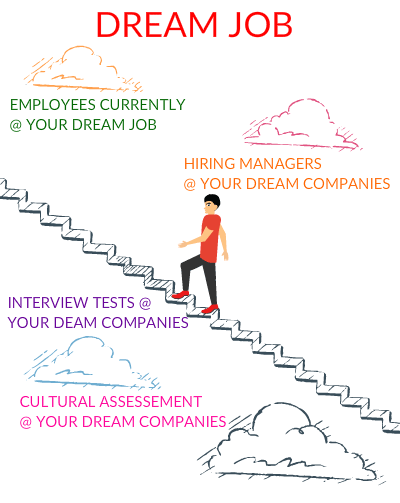 DREAM JOB
EMPLOYEES CURRENTLY
@ YOUR DREAM JOB
HIRING MANAGERS
@ YOUR DREAM COMPANIES
INTERVIEW TESTS @
YOUR DEAM COMPANIES
CULTURAL ASSESSEMENT
@ YOUR DREAM COMPANIES